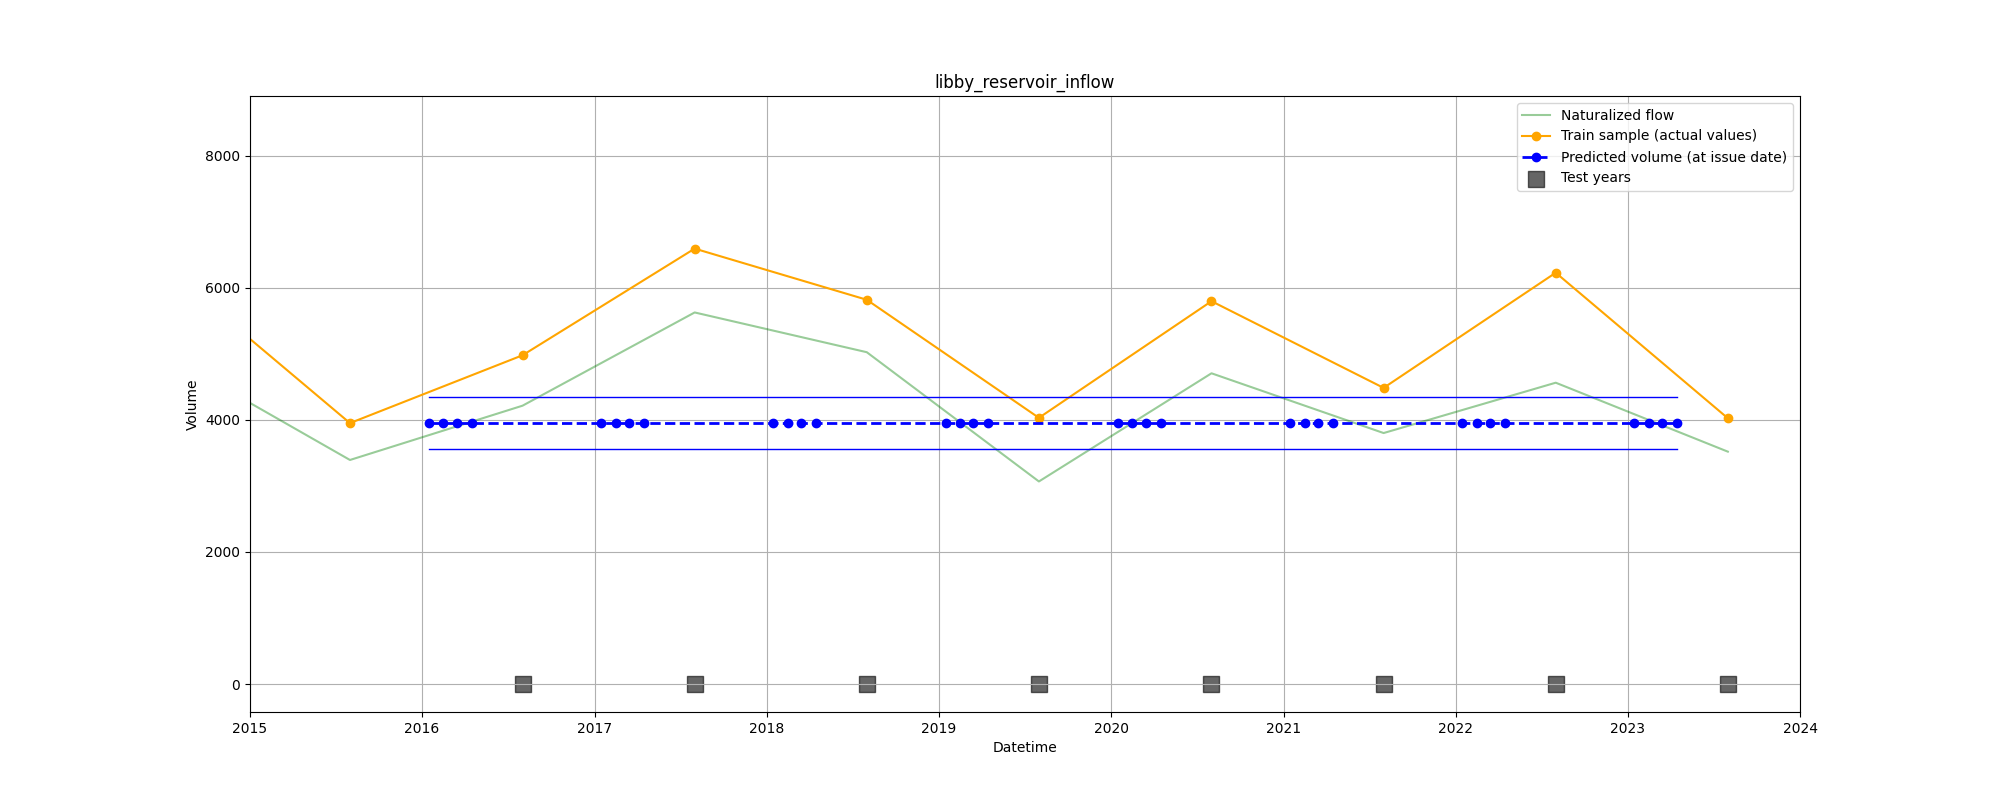 libby_reservoir_inflow
Naturalized flow
Train sample (actual values)
Predicted volume (at issue date)
Test years
Volume
8000
6000
4000
2000
0
2015 2016 2017 2018 2019 2020 2021 2022 2023 2024
Datetime